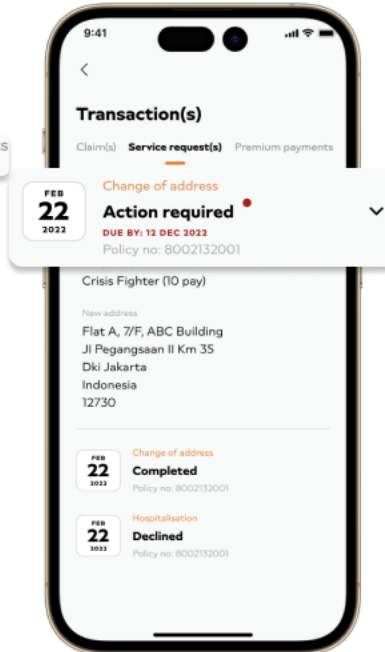 9:41
Transaction(s)
Claim(s) Service request(s) Premium payments
s
FEB
22
2022
Change of address
Action required
DUE BY: 12 DEC 2022
Policy no: 8002132001
Crisis Fighter (10 pay)
New address
Flat A, 7/F, ABC Building
Jl Pegangsaan II Km 35
Dki Jakarta
Indonesia
12730
FEB
22
2022
Change of address
Completed
Policy no: 8002132001
FEB
22
2022
Hospitalisation
Declined
Policy no: 8002132001